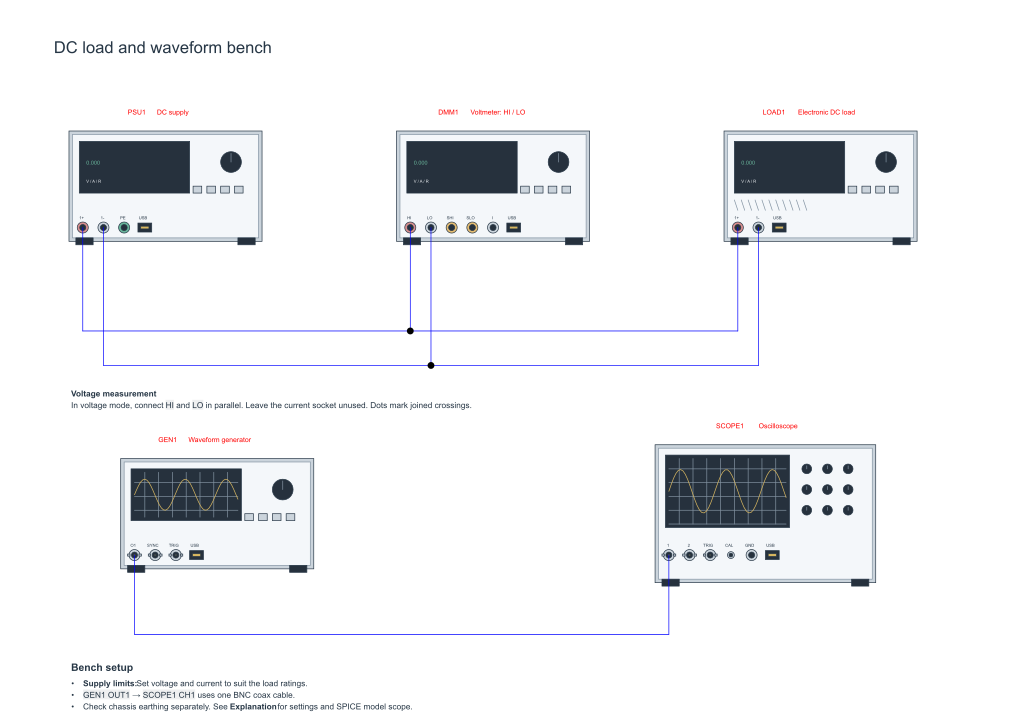 DC load and waveform bench
PSU1 DC supply
DMM1 Voltmeter: HI / LO
LOAD1 Electronic DC load
0.000
V / A / R
0.000
V / A / R
0.000
V / A / R
PE USB
HI LO SHI SLO I USB
USB
Voltage measurement
In voltage mode, connect HI and LO in parallel. Leave the current socket unused. Dots mark joined crossings.
GEN1 Waveform generator
SCOPE1 Oscilloscope
O1 SYNC TRIG USB
1 2 TRIG CAL GND USB
Bench setup
• Supply limits:Set voltage and current to suit the load ratings.
• GEN1 OUT1 → SCOPE1 CH1 uses one BNC coax cable.
• Check chassis earthing separately. See Explanationfor settings and SPICE model scope.